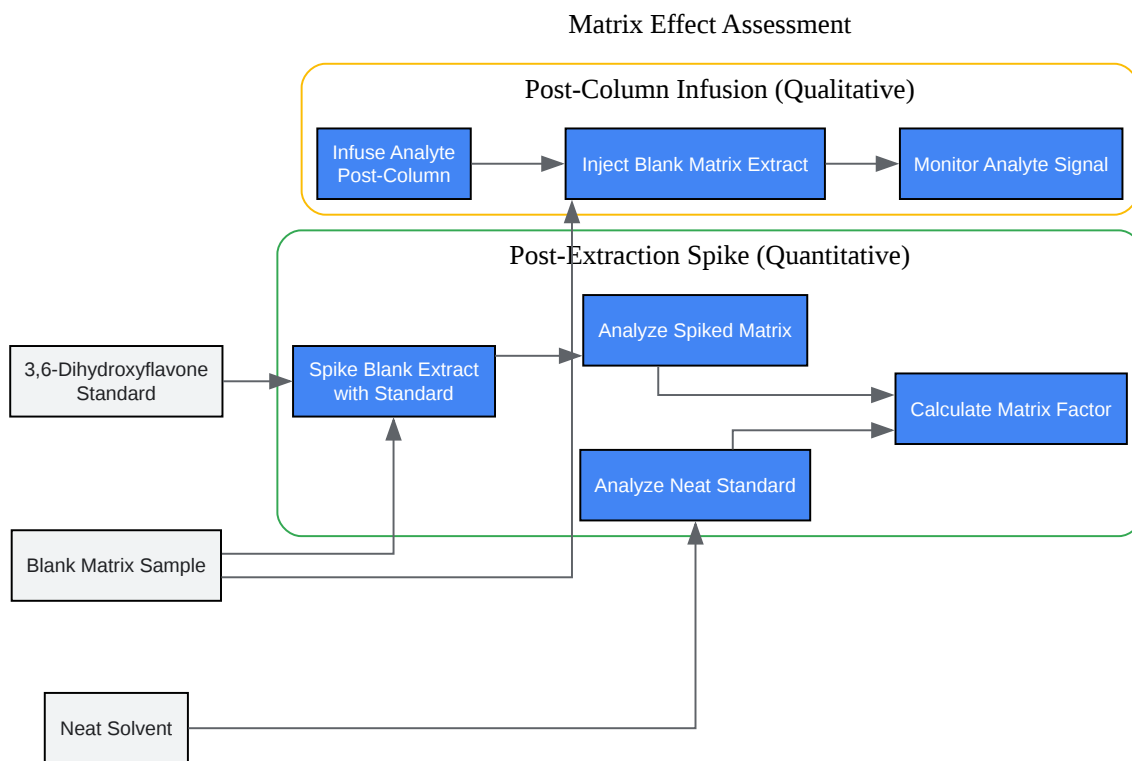 Matrix Effect Assessment
Post-Column Infusion (Qualitative)
Infuse Analyte
Post-Column
Inject Blank Matrix Extract
Monitor Analyte Signal
Post-Extraction Spike (Quantitative)
Analyze Spiked Matrix
3,6-Dihydroxyflavone
Standard
Spike Blank Extract
with Standard
Calculate Matrix Factor
Analyze Neat Standard
Blank Matrix Sample
Neat Solvent